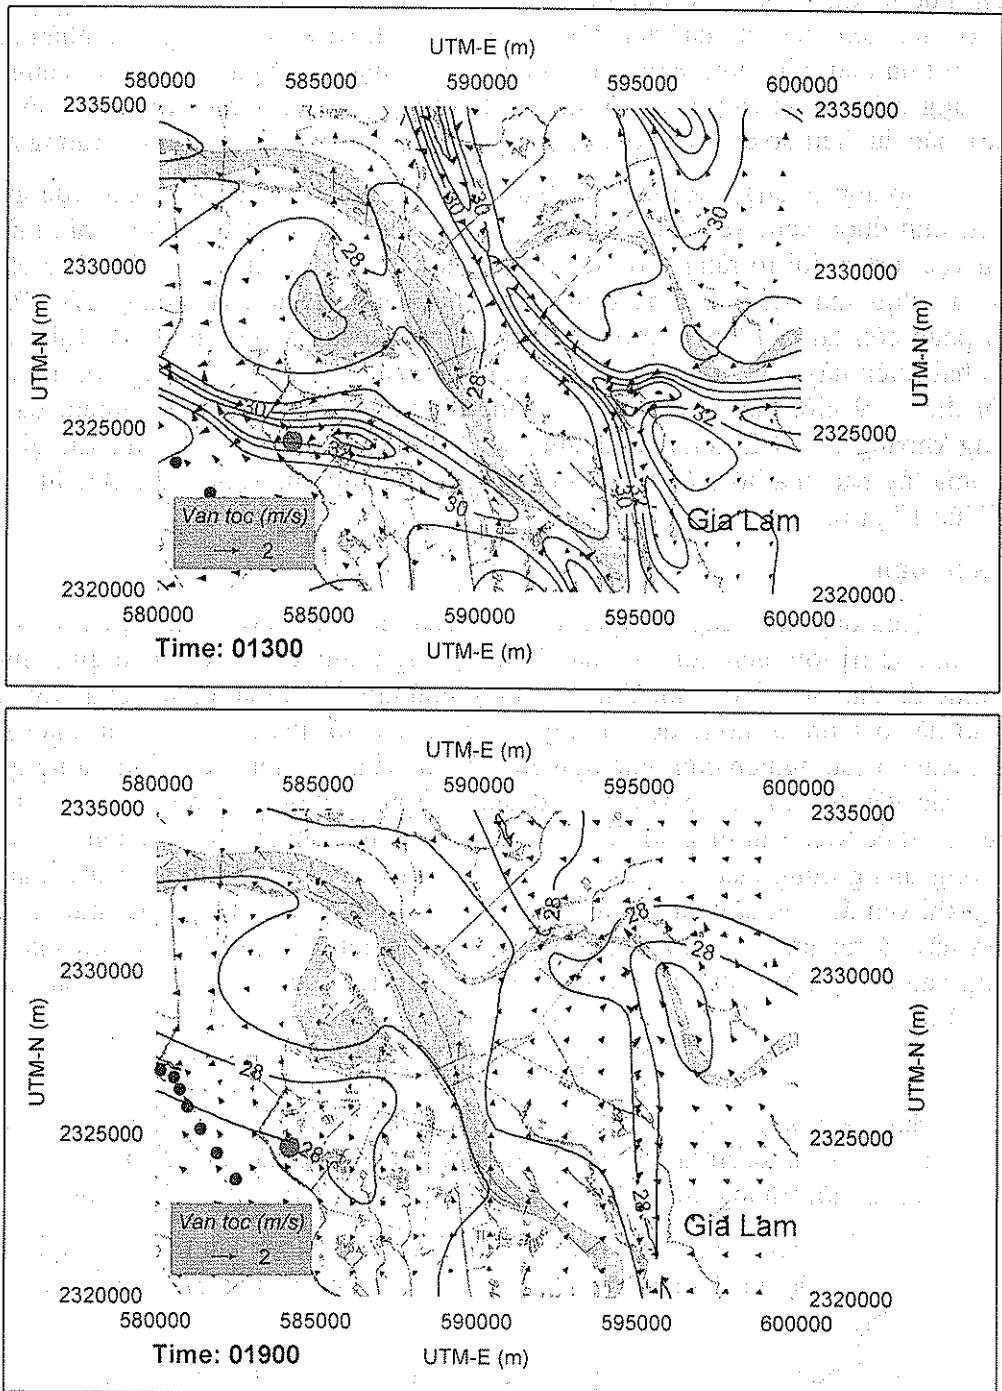 UTM-E (m)
580000 585000 590000 595000 600000
2335000 2335000
30 30
30
28
2330000 2330000
UTM-N (m) UTM-N (m)
28
30 32
2325000 2325000
30
30
Van toc (m/s)
2
Gia Lam
2320000 2320000
580000 585000 590000 595000 600000
Time: 01300 UTM-E (m)
UTM-E (m)
580000 585000 590000 595000 600000
2335000 2335000
28 28
28
2330000 2330000
UTM-N (m) UTM-N (m)
28
2325000 2325000
28
28
Van toc (m/s)
2
Gia Lam
2320000 2320000
580000 585000 590000 595000 600000
Time: 01900 UTM-E (m)